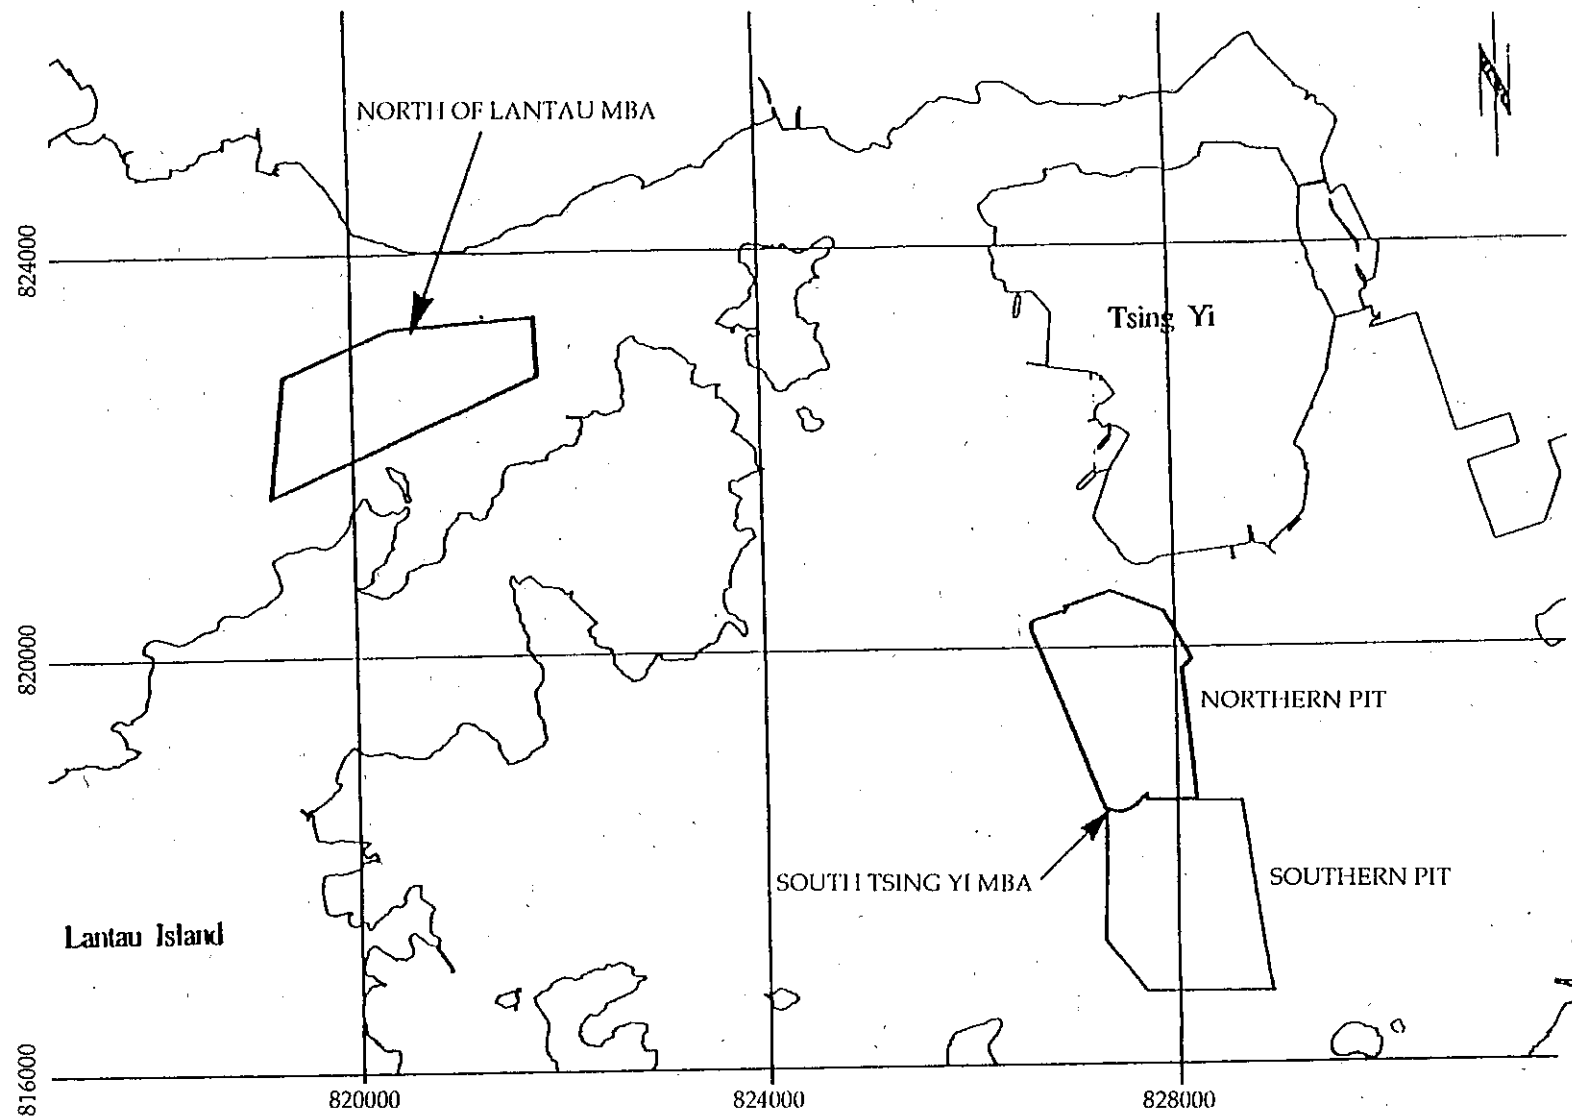 NORTH OF LANTAU MBA
824000
Tsing Yi
820000
NORTHERN PIT
SOUTH TSING YI MBA
SOUTHERN PIT
Lantau Island
816000
820000
824000
828000